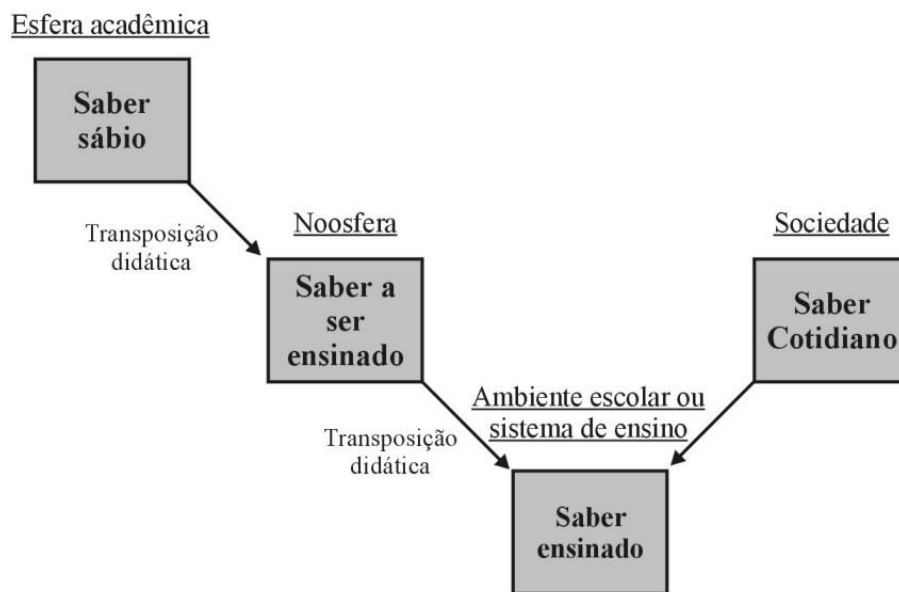 Esfera acadêmica
Saber
sábio
Transposição
didática
Noosfera
Sociedade
Saber a
ser
ensinado
Saber
Cotidiano
Ambiente escolar ou
sistema de ensino
Transposição
didática
Saber
ensinado